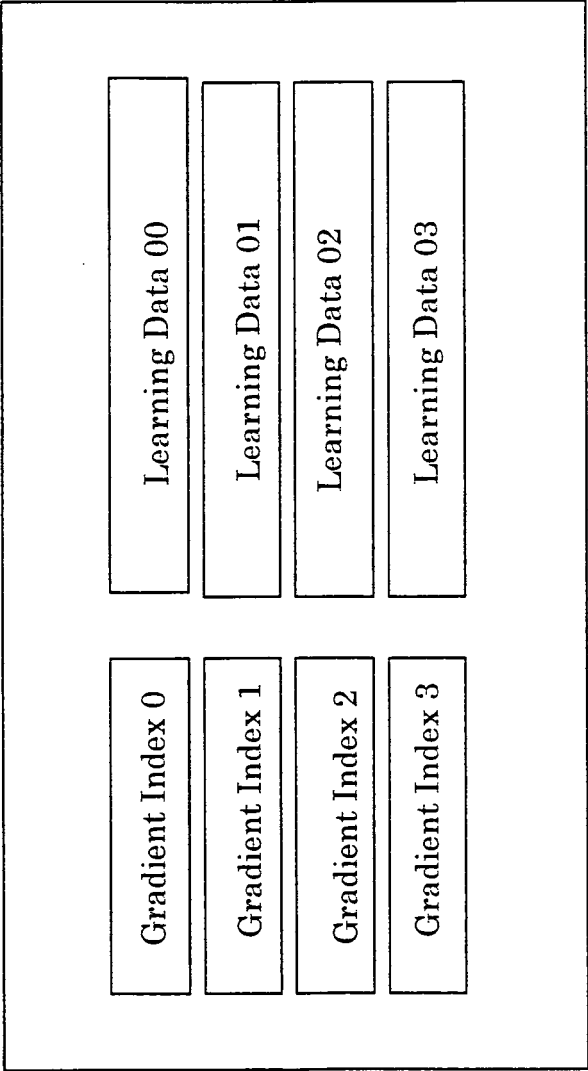 Gradient Index 0
Learning Data 00
Gradient Index 1
Learning Data 01
Gradient Index 2
Learning Data 02
Gradient Index 3
Learning Data 03